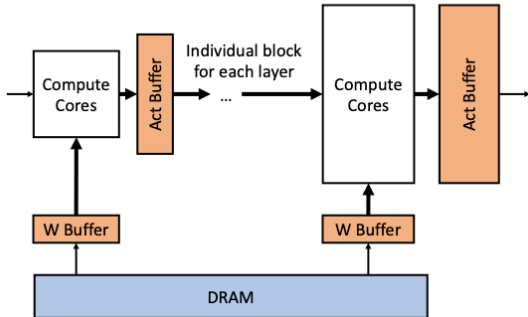 Compute
Cores
Act Buffer
Individual block
for each layer
...
Compute
Cores
Act Buffer
W Buffer
W Buffer
DRAM